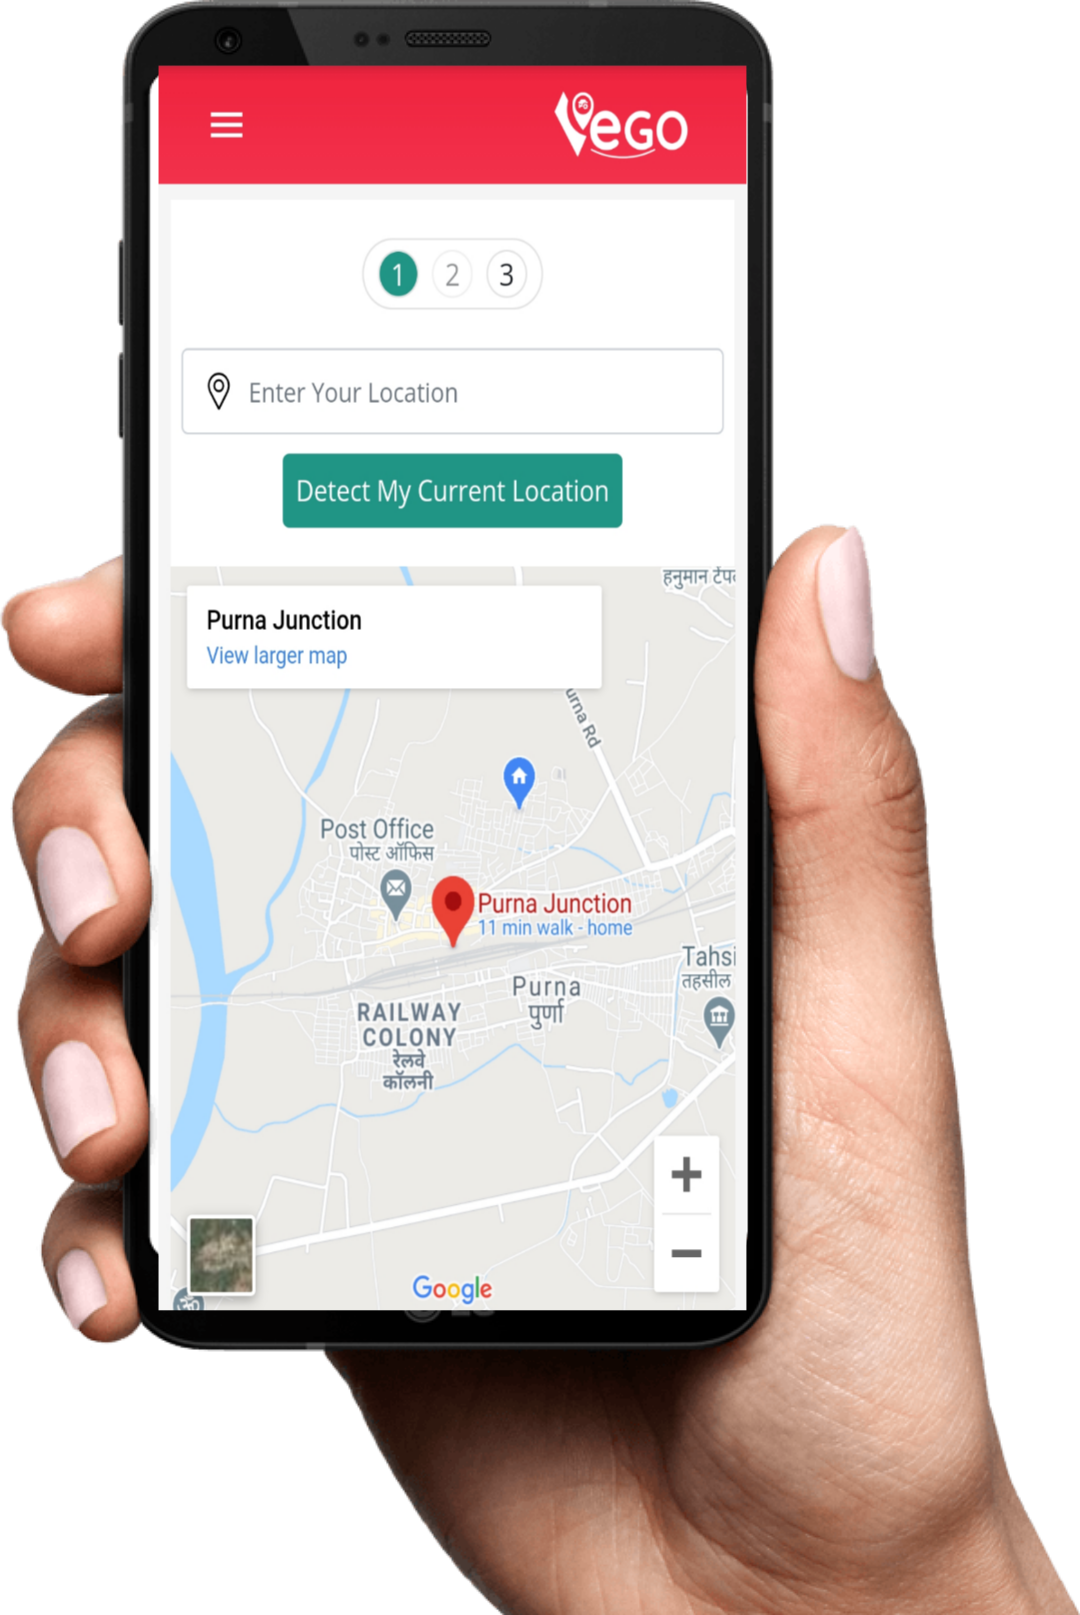 VeGO
1 2 3
Enter Your Location
Detect My Current Location
हनुमान टेंपल
Purna Junction
View larger map
urna Rd
Post Office
पोस्ट ऑफिस
Purna Junction
11 min walk - home
Tahsi
तहसील
Purna
पुर्णा
RAILWAY
COLONY
रेलवे
कॉलनी
+
−
Google